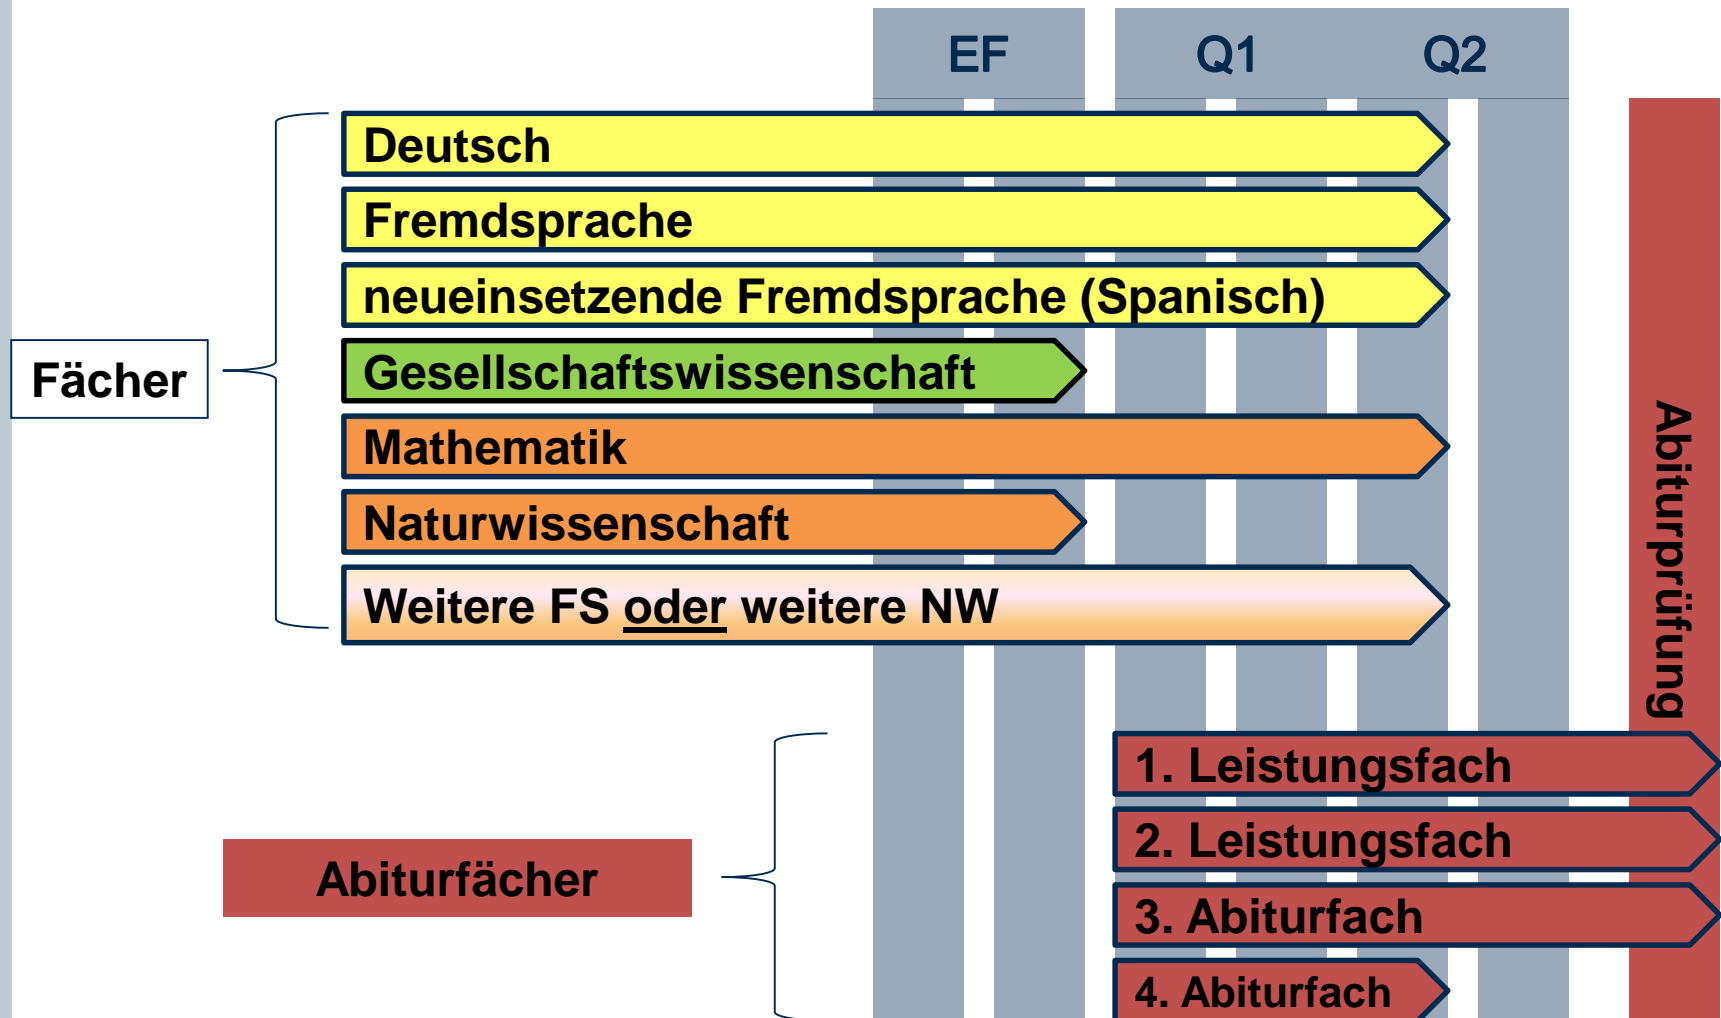 EF Q1 Q2
Deutsch
Fremdsprache
neueinsetzende Fremdsprache (Spanisch)
Fächer
Gesellschaftswissenschaft
Mathematik
Naturwissenschaft
Weitere FS oder weitere NW
Abiturprüfung
1. Leistungsfach
2. Leistungsfach
Abiturfächer
3. Abiturfach
4. Abiturfach